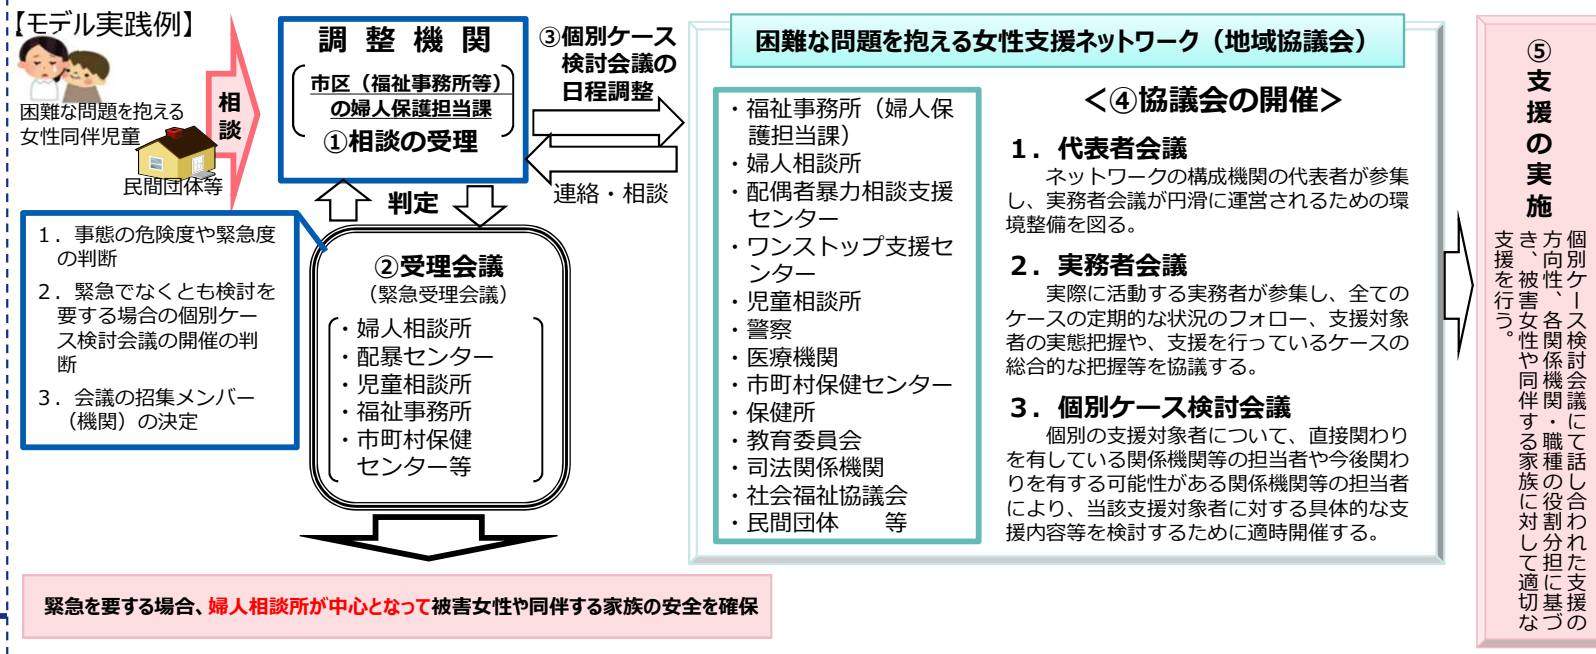 【モデル実践例】
困難な問題を抱える
女性同伴児童
民間団体等
相談
調整機関
市区（福祉事務所等）
の婦人保護担当課
①相談の受理
判定
1．事態の危険度や緊急度
の判断
2．緊急でなくとも検討を
要する場合の個別ケー
ス検討会議の開催の判
断
3．会議の招集メンバー
（機関）の決定
②受理会議
（緊急受理会議）
・婦人相談所
・配暴センター
・児童相談所
・福祉事務所
・市町村保健
センター等
緊急を要する場合、婦人相談所が中心となって被害女性や同伴する家族の安全を確保
③個別ケース
検討会議の
日程調整
連絡・相談
困難な問題を抱える女性支援ネットワーク（地域協議会）
・福祉事務所（婦人保
護担当課）
・婦人相談所
・配偶者暴力相談支援
センター
・ワンストップ支援セ
ンター
・児童相談所
・警察
・医療機関
・市町村保健センター
・保健所
・教育委員会
・司法関係機関
・社会福祉協議会
・民間団体　等
＜④協議会の開催＞
1．代表者会議
ネットワークの構成機関の代表者が参集
し、実務者会議が円滑に運営されるための環
境整備を図る。
2．実務者会議
実際に活動する実務者が参集し、全ての
ケースの定期的な状況のフォロー、支援対象
者の実態把握や、支援を行っているケースの
総合的な把握等を協議する。
3．個別ケース検討会議
個別の支援対象者について、直接関わり
を有している関係機関等の担当者や今後関わ
りを有する可能性がある関係機関等の担当者
により、当該支援対象者に対する具体的な支
援内容等を検討するために適時開催する。
⑤支援の実施
個別ケース検討会議にて話し合われた支援の
方向性、各関係機関・職種の役割分担に基づ
き、被害女性や同伴する家族に対して適切な
支援を行う。